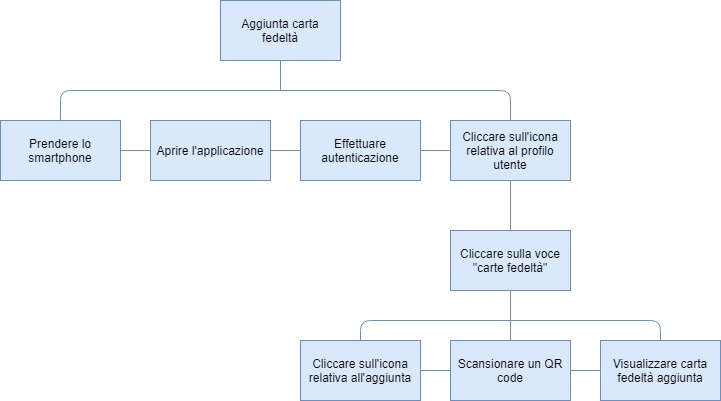 Aggiunta carta
fedeltà
Prendere lo
smartphone
Aprire l'applicazione
Effettuare
autenticazione
Cliccare sull'icona
relativa al profilo
utente
Cliccare sulla voce
"carte fedeltà"
Cliccare sull'icona
relativa all'aggiunta
Scansionare un QR
code
Visualizzare carta
fedeltà aggiunta